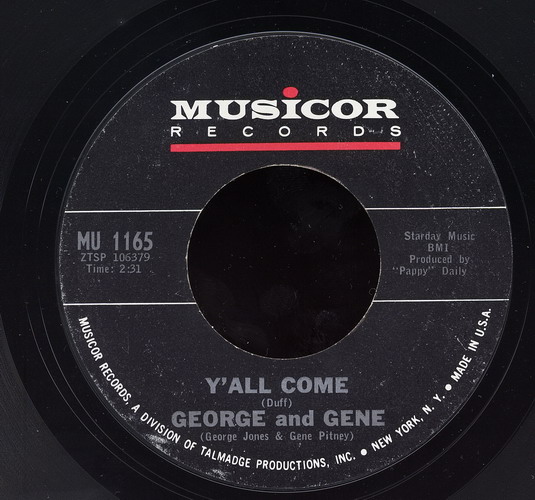 MUSICOR
RECORDS
MU 1165
ZTSP 106379
Time: 2:31
Starday Music
BMI
Produced by
"Pappy" Daily
Y'ALL COME
(Duff)
GEORGE and GENE
(George Jones & Gene Pitney)
MUSICOR RECORDS, A DIVISION OF TALMADGE PRODUCTIONS, INC. ● NEW YORK, N. Y. ● MADE IN U.S.A.